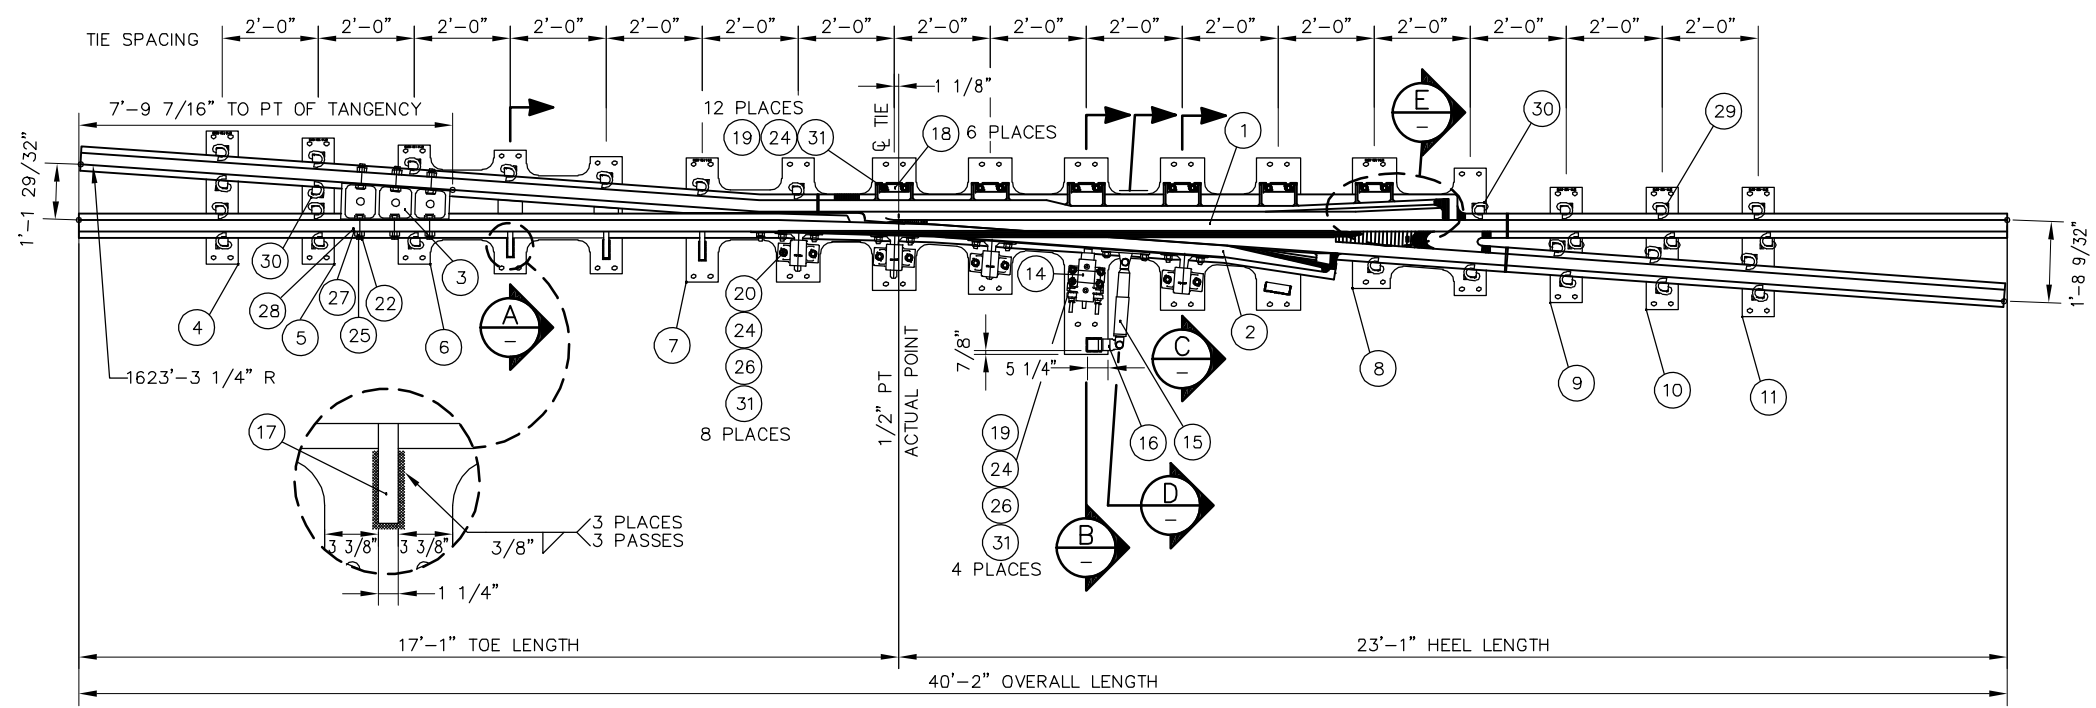 TIE SPACING
2'-0" 2'-0" 2'-0" 2'-0" 2'-0" 2'-0" 2'-0" 2'-0" 2'-0" 2'-0" 2'-0" 2'-0" 2'-0" 2'-0" 2'-0" 2'-0"
7'-9 7/16" TO PT OF TANGENCY
1'-1 29/32"
12 PLACES
19 24 31
℄ TIE
1 1/8"
18 6 PLACES
1
E
-
30
29
1'-8 9/32"
4
30
28
5
27
25
22
3
6
A
-
7
20
24
26
31
8 PLACES
1/2" PT
ACTUAL POINT
14
7/8"
5 1/4"
C
-
2
8
9
10
11
19
24
26
31
4 PLACES
16
15
D
-
B
-
1623'-3 1/4" R
17
3 3/8" 3 3/8"
3/8"
3 PLACES
3 PASSES
1 1/4"
17'-1" TOE LENGTH
23'-1" HEEL LENGTH
40'-2" OVERALL LENGTH